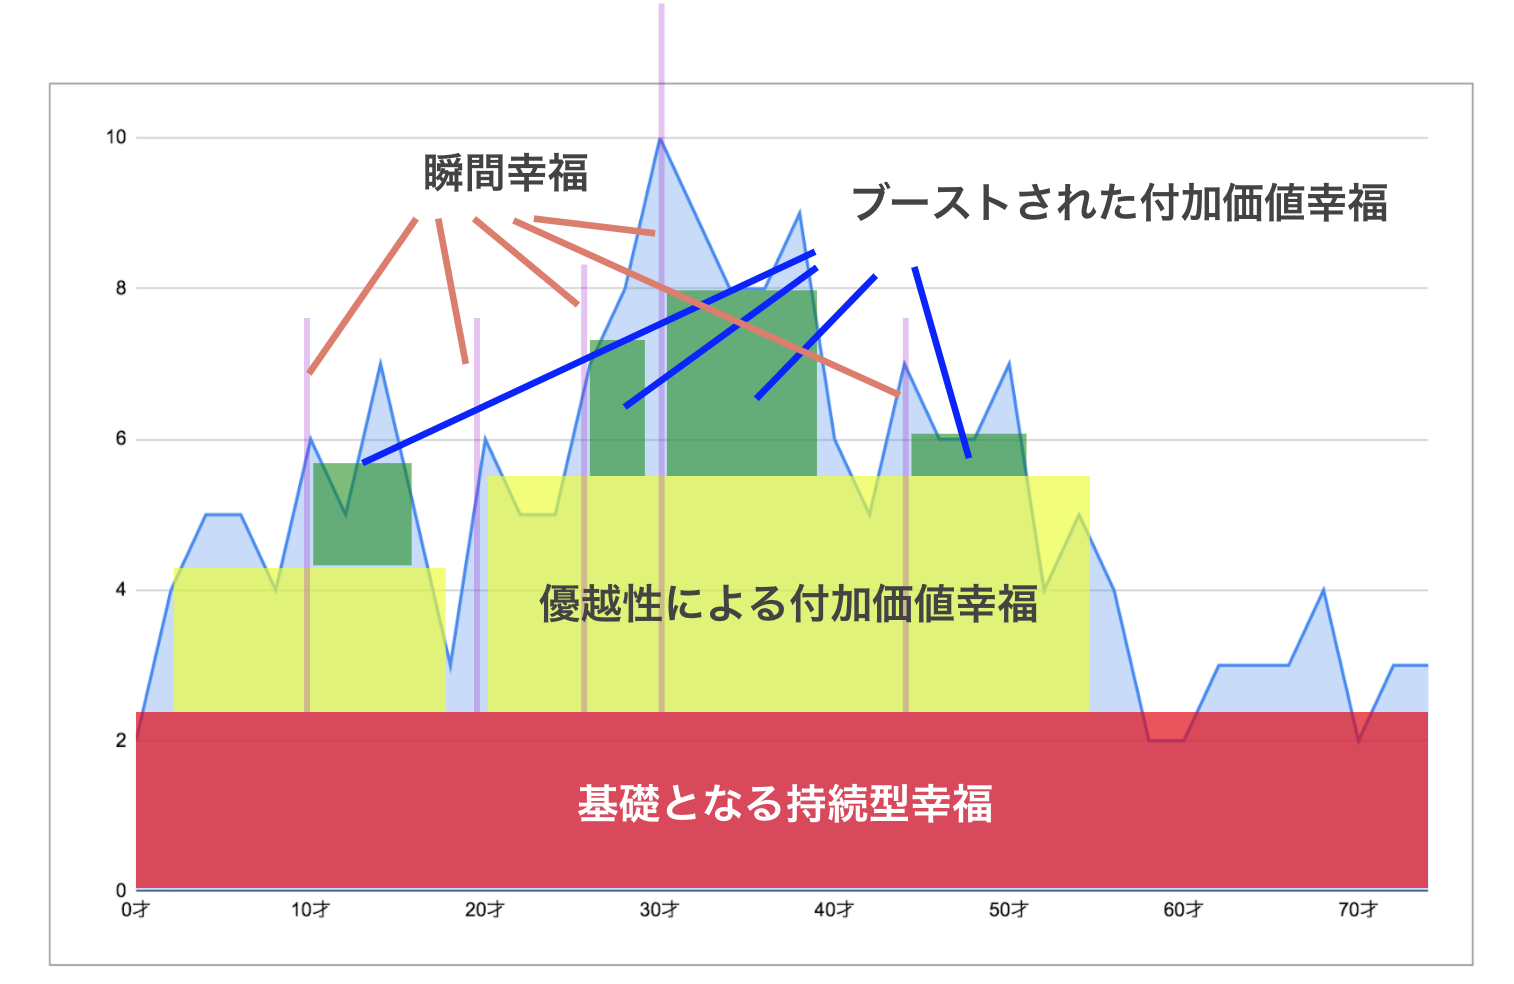 瞬間幸福
ブーストされた付加価値幸福
優越性による付加価値幸福
基礎となる持続型幸福
10
8
6
4
2
0
0才
10才
20才
30才
40才
50才
60才
70才